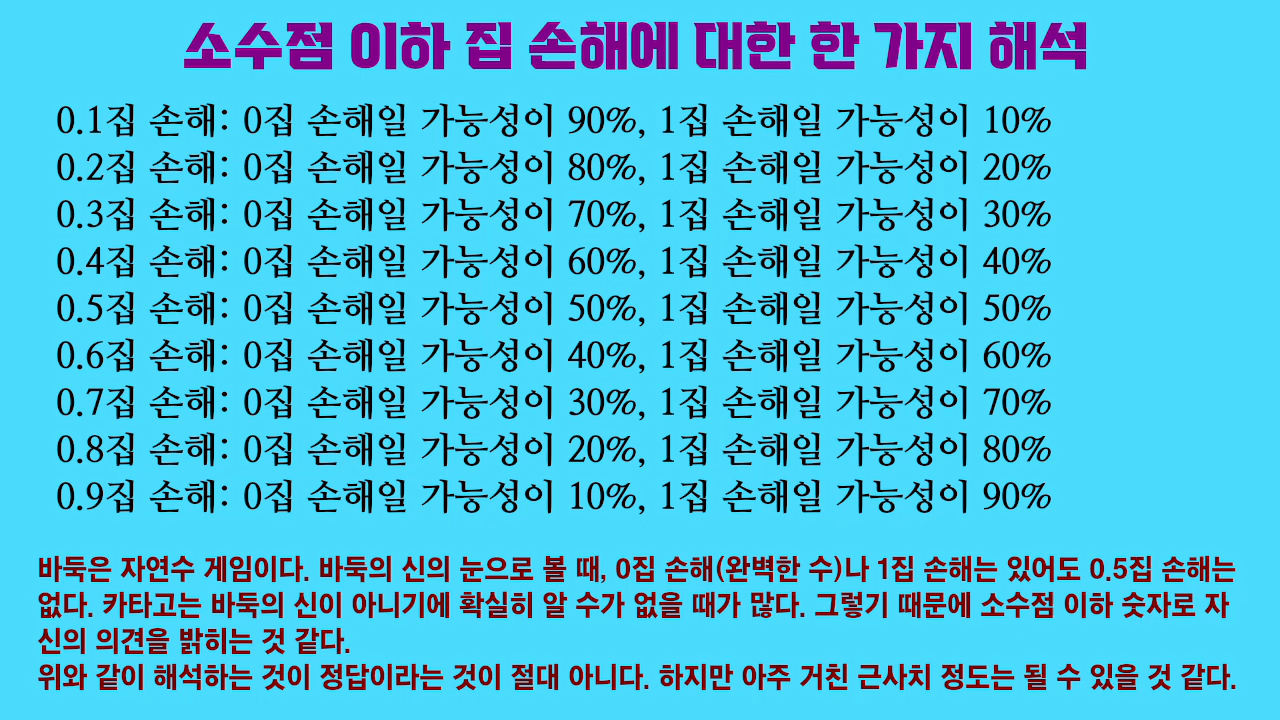 소수점 이하 집 손해에 대한 한 가지 해석
0.1집 손해: 0집 손해일 가능성이 90%, 1집 손해일 가능성이 10%
0.2집 손해: 0집 손해일 가능성이 80%, 1집 손해일 가능성이 20%
0.3집 손해: 0집 손해일 가능성이 70%, 1집 손해일 가능성이 30%
0.4집 손해: 0집 손해일 가능성이 60%, 1집 손해일 가능성이 40%
0.5집 손해: 0집 손해일 가능성이 50%, 1집 손해일 가능성이 50%
0.6집 손해: 0집 손해일 가능성이 40%, 1집 손해일 가능성이 60%
0.7집 손해: 0집 손해일 가능성이 30%, 1집 손해일 가능성이 70%
0.8집 손해: 0집 손해일 가능성이 20%, 1집 손해일 가능성이 80%
0.9집 손해: 0집 손해일 가능성이 10%, 1집 손해일 가능성이 90%
바둑은 자연수 게임이다. 바둑의 신의 눈으로 볼 때, 0집 손해(완벽한 수)나 1집 손해는 있어도 0.5집 손해는
없다. 카타고는 바둑의 신이 아니기에 확실히 알 수가 없을 때가 많다. 그렇기 때문에 소수점 이하 숫자로 자
신의 의견을 밝히는 것 같다.
위와 같이 해석하는 것이 정답이라는 것이 절대 아니다. 하지만 아주 거친 근사치 정도는 될 수 있을 것 같다.